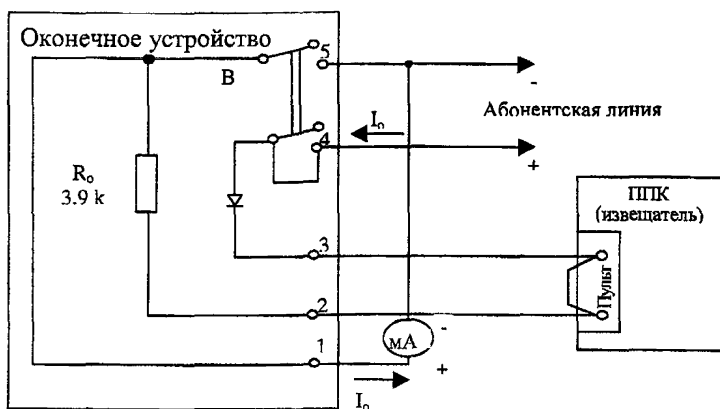 Оконечное устройство
5
В
-
Абонентская линия
I₀
4
+
R₀
3.9 k
ППК
(извещатель)
3
Пульт
2
-
мА
1
+
I₀